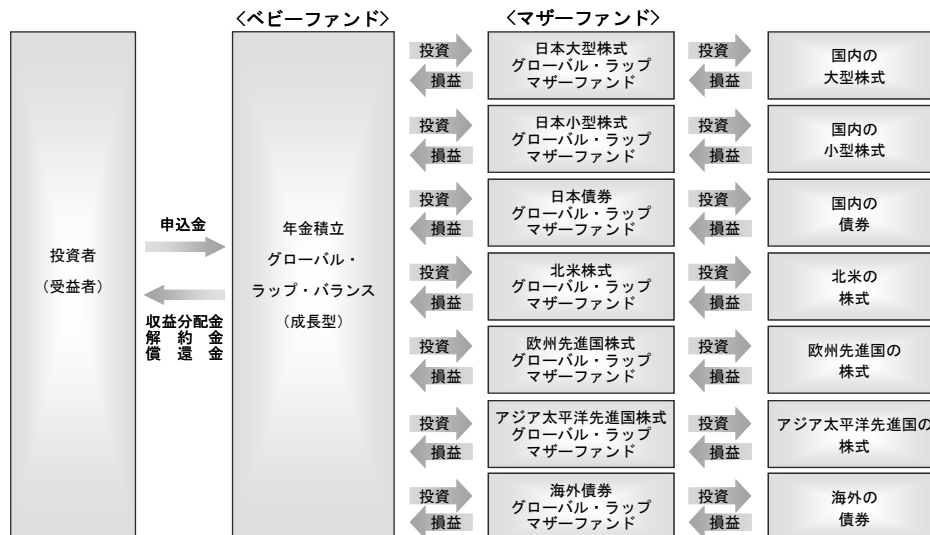 〈ベビーファンド〉
〈マザーファンド〉
投資者
（受益者）
申込金
収益分配金
解約金
償還金
年金積立
グローバル・
ラップ・バランス
（成長型）
投資
損益
日本大型株式
グローバル・ラップ
マザーファンド
投資
損益
国内の
大型株式
投資
損益
日本小型株式
グローバル・ラップ
マザーファンド
投資
損益
国内の
小型株式
投資
損益
日本債券
グローバル・ラップ
マザーファンド
投資
損益
国内の
債券
投資
損益
北米株式
グローバル・ラップ
マザーファンド
投資
損益
北米の
株式
投資
損益
欧州先進国株式
グローバル・ラップ
マザーファンド
投資
損益
欧州先進国の
株式
投資
損益
アジア太平洋先進国株式
グローバル・ラップ
マザーファンド
投資
損益
アジア太平洋先進国の
株式
投資
損益
海外債券
グローバル・ラップ
マザーファンド
投資
損益
海外の
債券